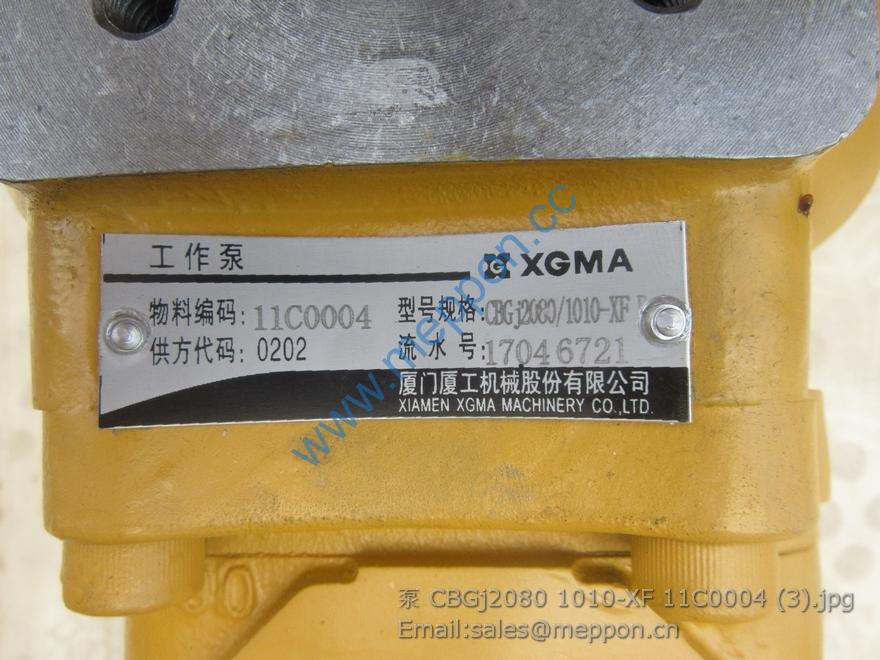 工作泵
XGMA
物料编码: 11C0004
型号规格: CBGj2080/1010-XF
供方代码: 0202
流水号: 17046721
厦门厦工机械股份有限公司
XIAMEN XGMA MACHINERY CO.,LTD.
www.meppon.cc
泵 CBGj2080 1010-XF 11C0004 (3).jpg
Email:sales@meppon.cn